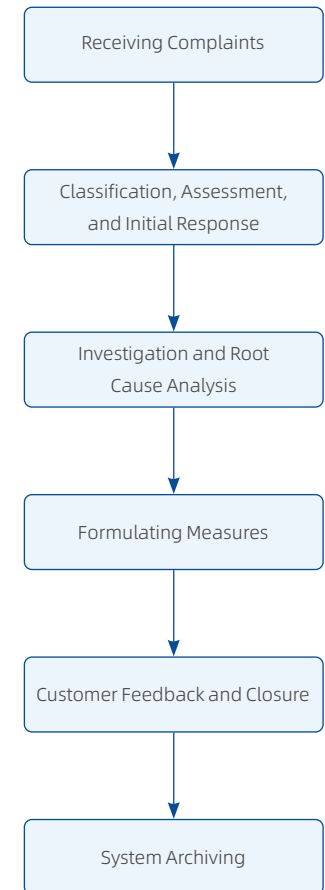 Receiving Complaints
Classification, Assessment,
and Initial Response
Investigation and Root
Cause Analysis
Formulating Measures
Customer Feedback and Closure
System Archiving